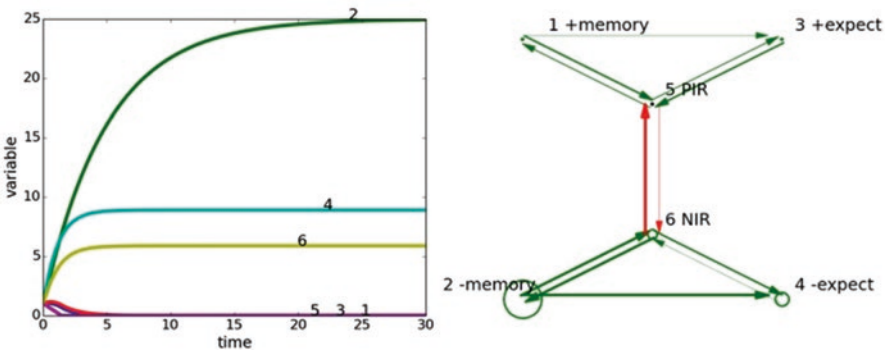 25
20
15
10
5
0
variable
2
4
6
5 3 1
0 5 10 15 20 25 30
time
1 +memory
3 +expect
5 PIR
6 NIR
2 -memory
4 -expect